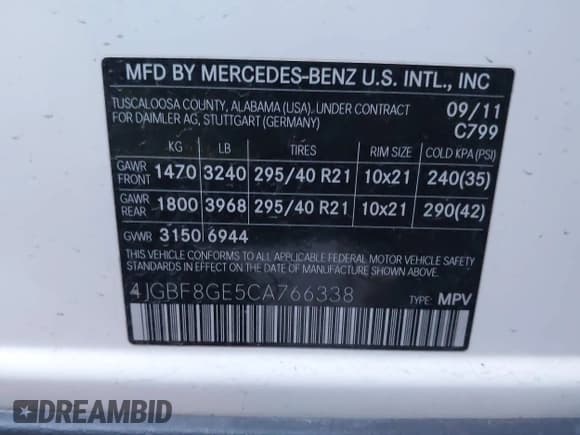 MFD BY MERCEDES-BENZ U.S. INTL., INC
TUSCALOOSA COUNTY, ALABAMA (USA), UNDER CONTRACT 09/11
FOR DAIMLER AG, STUTTGART (GERMANY) C799
KG LB TIRES RIM SIZE COLD KPA (PSI)
GAWR FRONT 1470 3240 295/40 R21 10x21 240(35)
GAWR REAR 1800 3968 295/40 R21 10x21 290(42)
GVWR 3150 6944
THIS VEHICLE CONFORMS TO ALL APPLICABLE FEDERAL MOTOR VEHICLE SAFETY
STANDARDS IN EFFECT ON THE DATE OF MANUFACTURE SHOWN ABOVE.
4JGBF8GE5CA766338 TYPE: MPV
DREAMBID